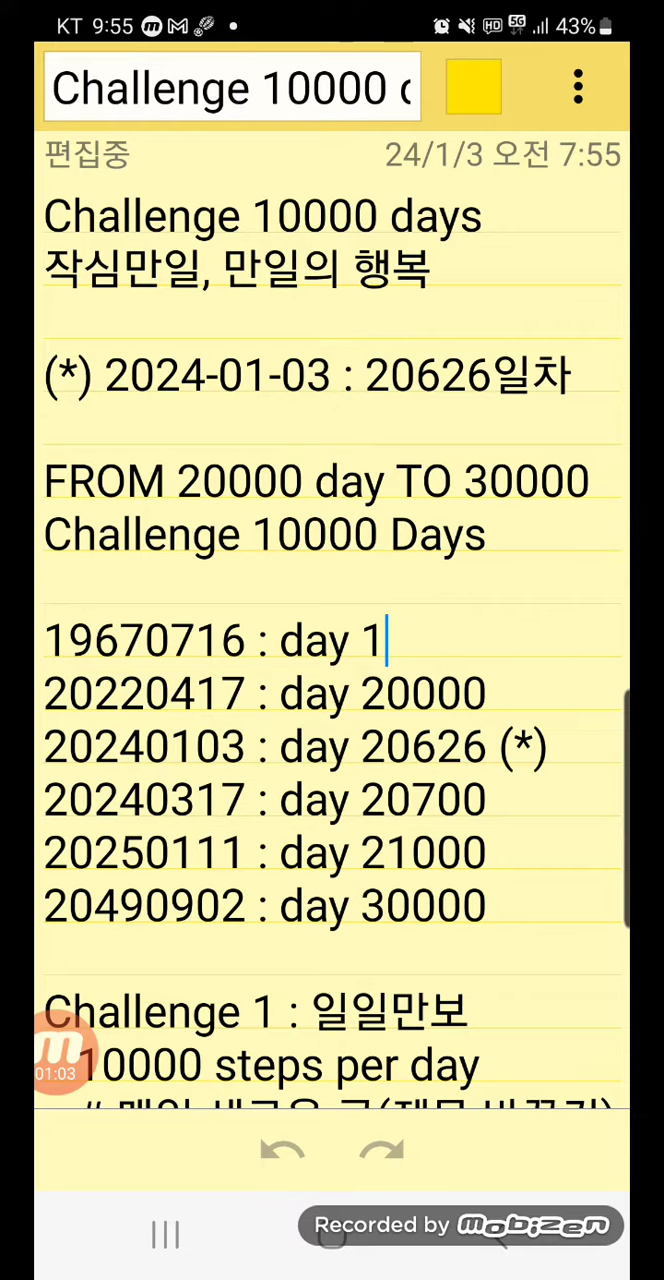 KT 9:55 5G 43%
Challenge 10000
편집중 24/1/3 오전 7:55
Challenge 10000 days
작심만일, 만일의 행복
(*) 2024-01-03 : 20626일차
FROM 20000 day TO 30000
Challenge 10000 Days
19670716 : day 1
20220417 : day 20000
20240103 : day 20626 (*)
20240317 : day 20700
20250111 : day 21000
20490902 : day 30000
Challenge 1 : 일일만보
10000 steps per day
01:03
Recorded by mobizen